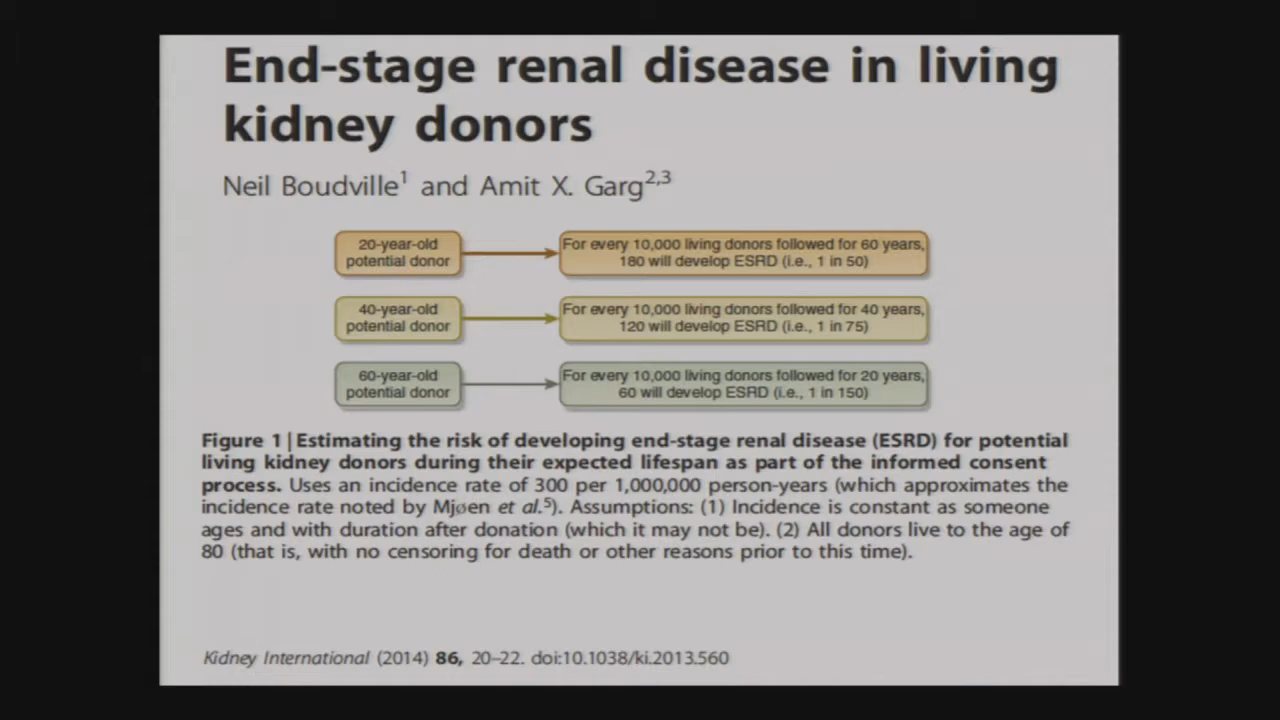 End-stage renal disease in living
kidney donors
Neil Boudville1 and Amit X. Garg2,3
20-year-old
potential donor
For every 10,000 living donors followed for 60 years,
180 will develop ESRD (i.e., 1 in 50)
40-year-old
potential donor
For every 10,000 living donors followed for 40 years,
120 will develop ESRD (i.e., 1 in 75)
60-year-old
potential donor
For every 10,000 living donors followed for 20 years,
60 will develop ESRD (i.e., 1 in 150)
Figure 1 | Estimating the risk of developing end-stage renal disease (ESRD) for potential
living kidney donors during their expected lifespan as part of the informed consent
process. Uses an incidence rate of 300 per 1,000,000 person-years (which approximates the
incidence rate noted by Mjøen et al.5). Assumptions: (1) Incidence is constant as someone
ages and with duration after donation (which it may not be). (2) All donors live to the age of
80 (that is, with no censoring for death or other reasons prior to this time).
Kidney International (2014) 86, 20–22. doi:10.1038/ki.2013.560